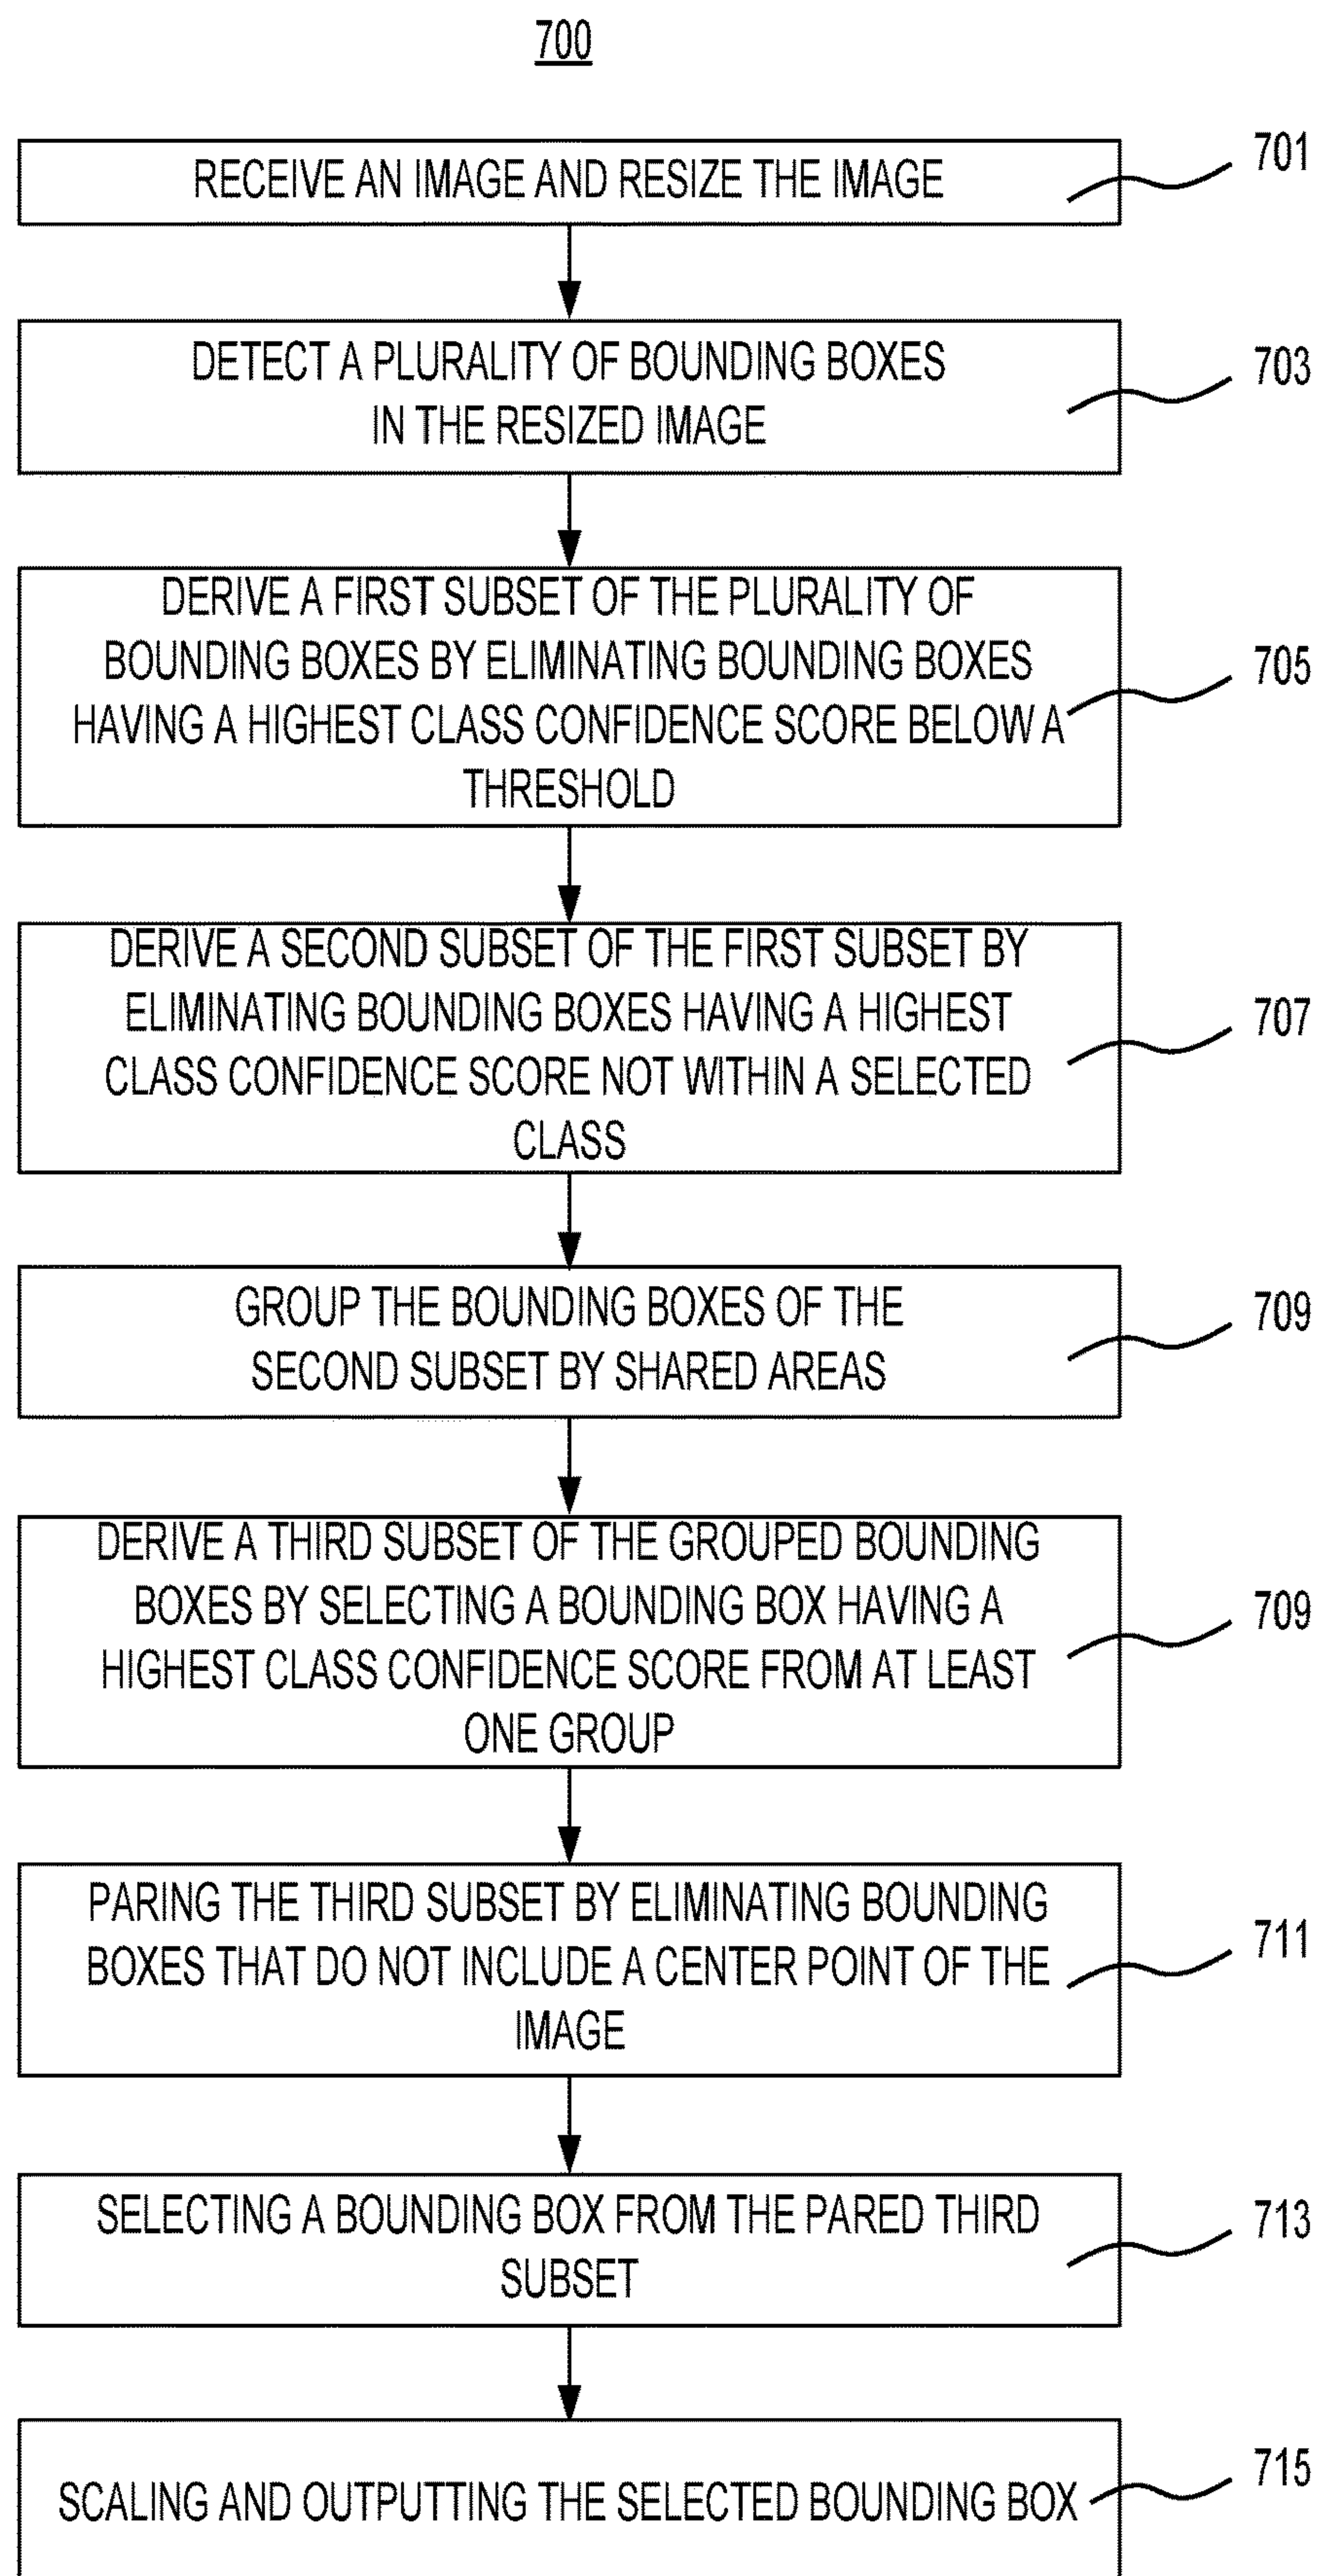 700
RECEIVE AN IMAGE AND RESIZE THE IMAGE
701
DETECT A PLURALITY OF BOUNDING BOXES
IN THE RESIZED IMAGE
703
DERIVE A FIRST SUBSET OF THE PLURALITY OF
BOUNDING BOXES BY ELIMINATING BOUNDING BOXES
HAVING A HIGHEST CLASS CONFIDENCE SCORE BELOW A
THRESHOLD
705
DERIVE A SECOND SUBSET OF THE FIRST SUBSET BY
ELIMINATING BOUNDING BOXES HAVING A HIGHEST
CLASS CONFIDENCE SCORE NOT WITHIN A SELECTED
CLASS
707
GROUP THE BOUNDING BOXES OF THE
SECOND SUBSET BY SHARED AREAS
709
DERIVE A THIRD SUBSET OF THE GROUPED BOUNDING
BOXES BY SELECTING A BOUNDING BOX HAVING A
HIGHEST CLASS CONFIDENCE SCORE FROM AT LEAST
ONE GROUP
709
PARING THE THIRD SUBSET BY ELIMINATING BOUNDING
BOXES THAT DO NOT INCLUDE A CENTER POINT OF THE
IMAGE
711
SELECTING A BOUNDING BOX FROM THE PARED THIRD
SUBSET
713
SCALING AND OUTPUTTING THE SELECTED BOUNDING BOX
715